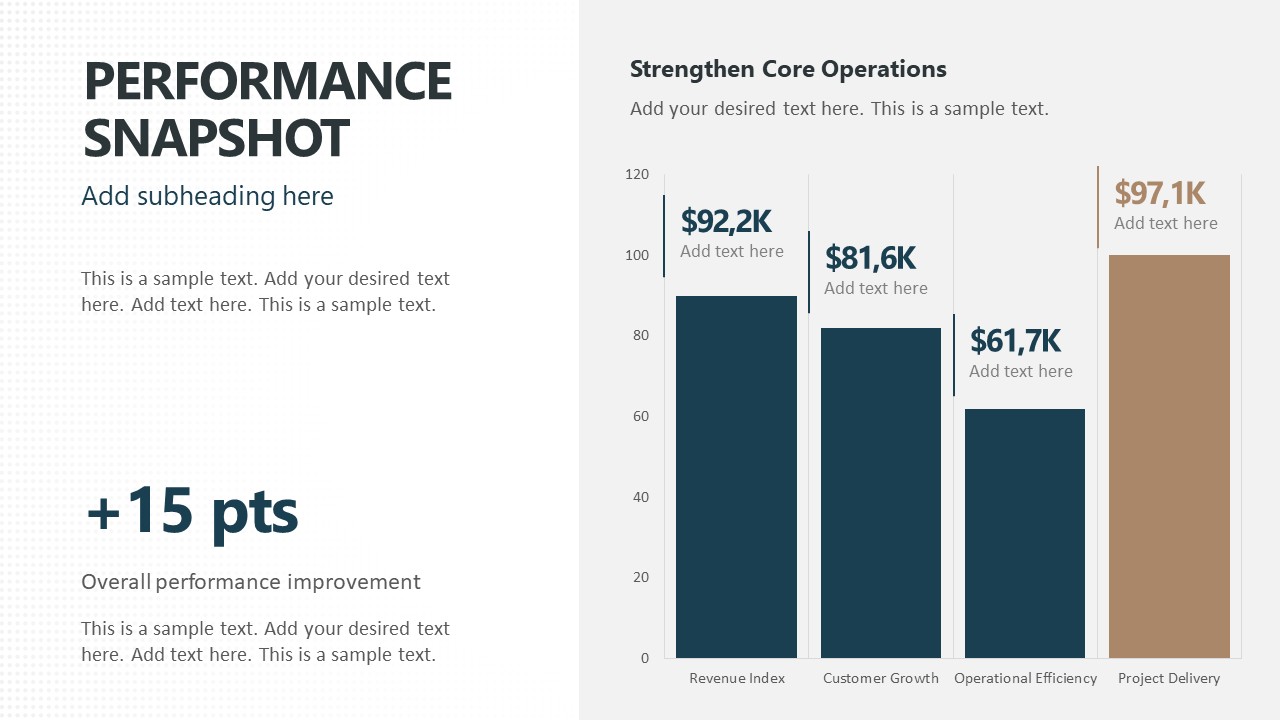 PERFORMANCE
SNAPSHOT
Add subheading here
This is a sample text. Add your desired text
here. Add text here. This is a sample text.
+15 pts
Overall performance improvement
This is a sample text. Add your desired text
here. Add text here. This is a sample text.
Strengthen Core Operations
Add your desired text here. This is a sample text.
120
100
80
60
40
20
0
$92,2K
Add text here
$81,6K
Add text here
$61,7K
Add text here
$97,1K
Add text here
Revenue Index
Customer Growth
Operational Efficiency
Project Delivery